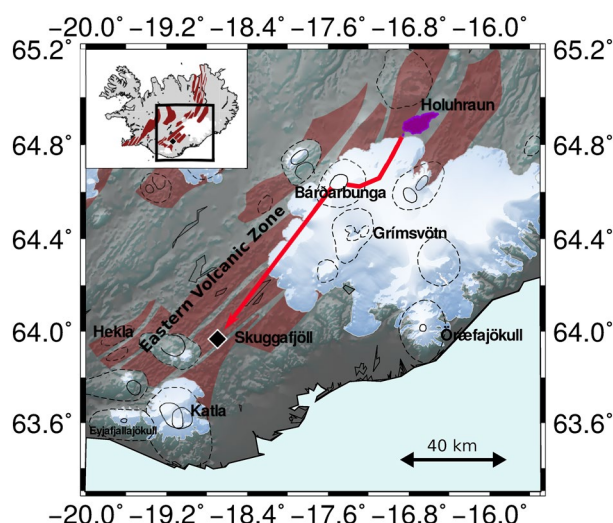 −20.0˚ −19.2˚ −18.4˚ −17.6˚ −16.8˚ −16.0˚
65.2˚ 65.2˚
Holuhraun
64.8˚ 64.8˚
Bárðarbunga
64.4˚ Grímsvötn 64.4˚
Eastern Volcanic Zone
64.0˚ Hekla Skuggafjöll Öræfajökull 64.0˚
63.6˚ Katla 63.6˚
Eyjafjallajökull
40 km
−20.0˚ −19.2˚ −18.4˚ −17.6˚ −16.8˚ −16.0˚